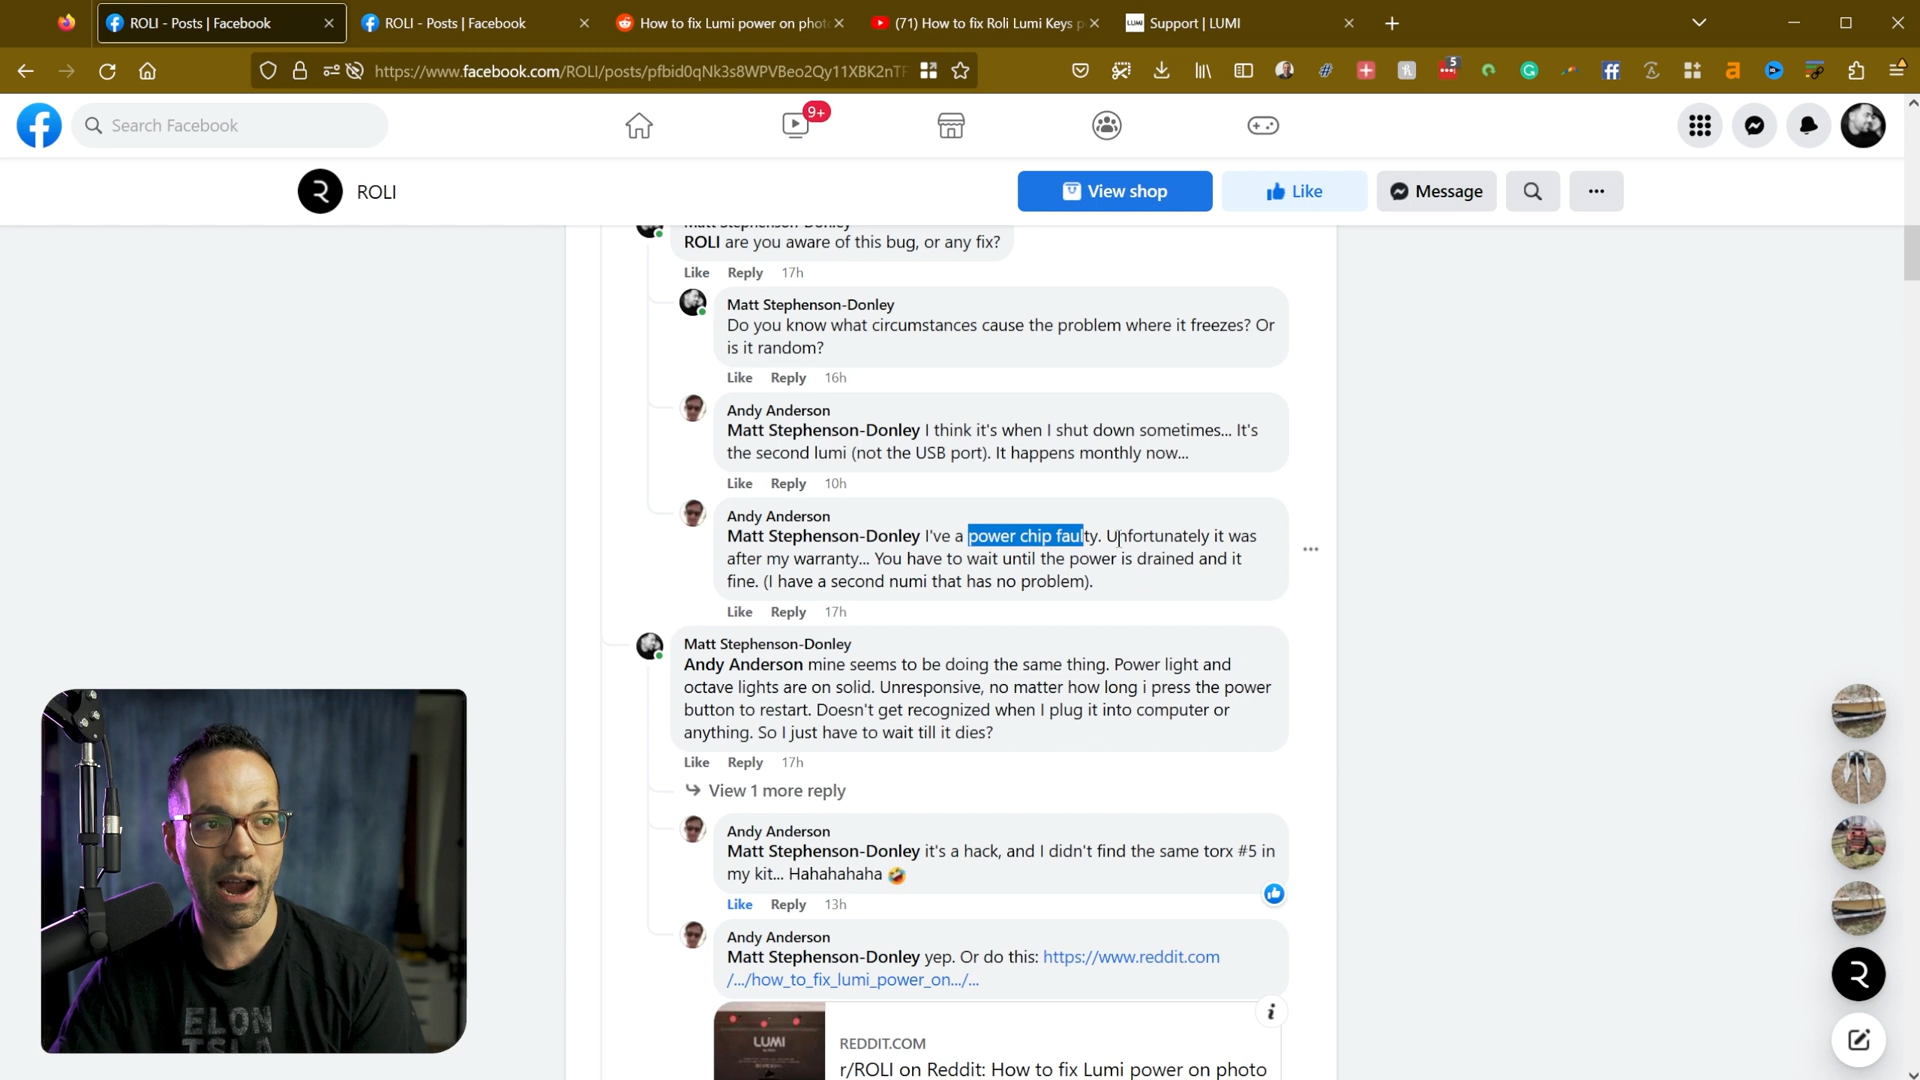 ROLI - Posts | Facebook
ROLI - Posts | Facebook
How to fix Lumi power on phot
(71) How to fix Roli Lumi Keys p
LUMI
Support | LUMI
https://www.facebook.com/ROLI/posts/pfbid0qNk3s8WPVBeo2Qy11XBK2nTF
5
Search Facebook
9+
ROLI
View shop
Like
Message
Matt Stephenson-Donley
ROLI are you aware of this bug, or any fix?
Like Reply 17h
Matt Stephenson-Donley
Do you know what circumstances cause the problem where it freezes? Or
is it random?
Like Reply 16h
Andy Anderson
Matt Stephenson-Donley I think it's when I shut down sometimes... It's
the second lumi (not the USB port). It happens monthly now...
Like Reply 10h
Andy Anderson
Matt Stephenson-Donley I've a power chip faulty. Unfortunately it was
after my warranty... You have to wait until the power is drained and it
fine. (I have a second numi that has no problem).
Like Reply 17h
Matt Stephenson-Donley
Andy Anderson mine seems to be doing the same thing. Power light and
octave lights are on solid. Unresponsive, no matter how long i press the power
button to restart. Doesn't get recognized when I plug it into computer or
anything. So I just have to wait till it dies?
Like Reply 17h
View 1 more reply
Andy Anderson
Matt Stephenson-Donley it's a hack, and I didn't find the same torx #5 in
my kit... Hahahahaha 🤣
Like Reply 13h
Andy Anderson
Matt Stephenson-Donley yep. Or do this: https://www.reddit.com
/.../how_to_fix_lumi_power_on.../...
LUMI
REDDIT.COM
r/ROLI on Reddit: How to fix Lumi power on photo
ELON
TSLA